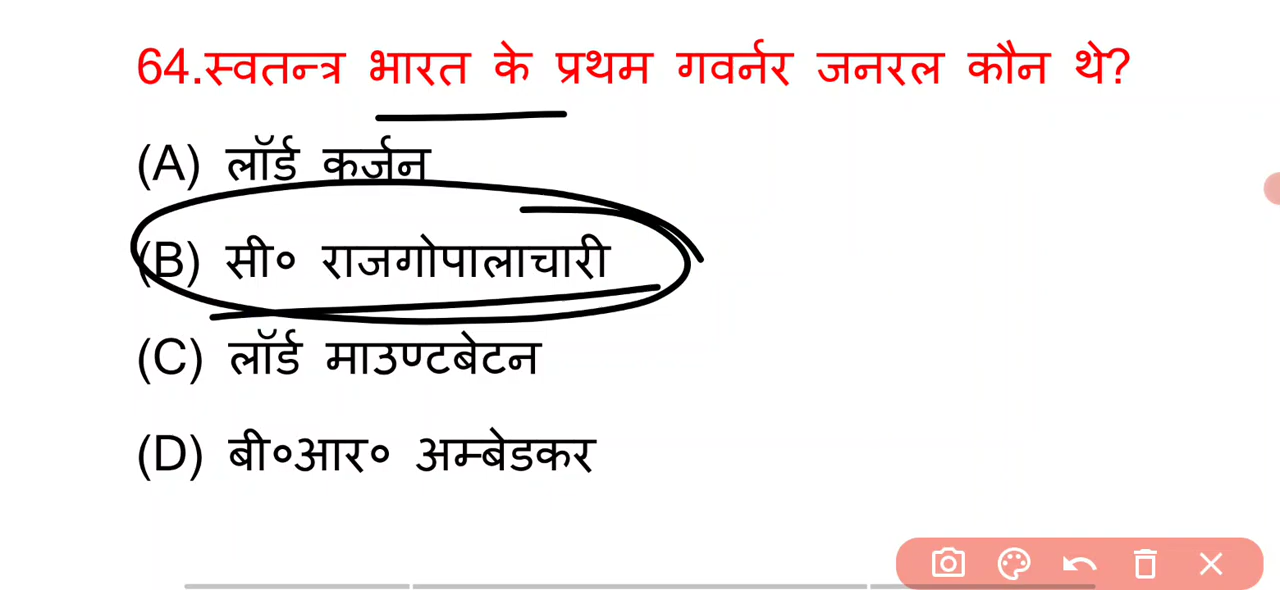 64.स्वतन्त्र भारत के प्रथम गवर्नर जनरल कौन थे?
(A) लॉर्ड कर्जन
(B) सी० राजगोपालाचारी
(C) लॉर्ड माउण्टबेटन
(D) बी०आर० अम्बेडकर